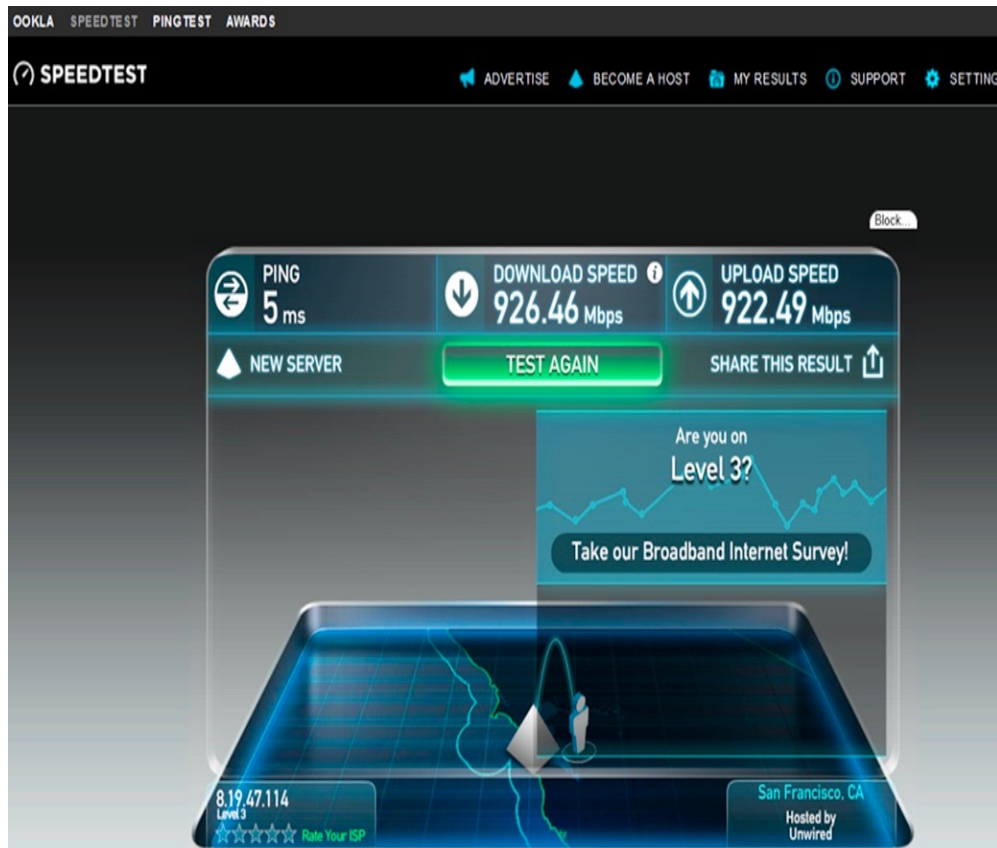 OOKLA SPEEDTEST PINGTEST AWARDS
SPEEDTEST
ADVERTISE BECOME A HOST MY RESULTS SUPPORT SETTING
Block...
PING
5 ms
DOWNLOAD SPEED i
926.46 Mbps
UPLOAD SPEED
922.49 Mbps
NEW SERVER
TEST AGAIN
SHARE THIS RESULT
Are you on
Level 3?
Take our Broadband Internet Survey!
8.19.47.114
Level 3
Rate Your ISP
San Francisco, CA
Hosted by
Unwired